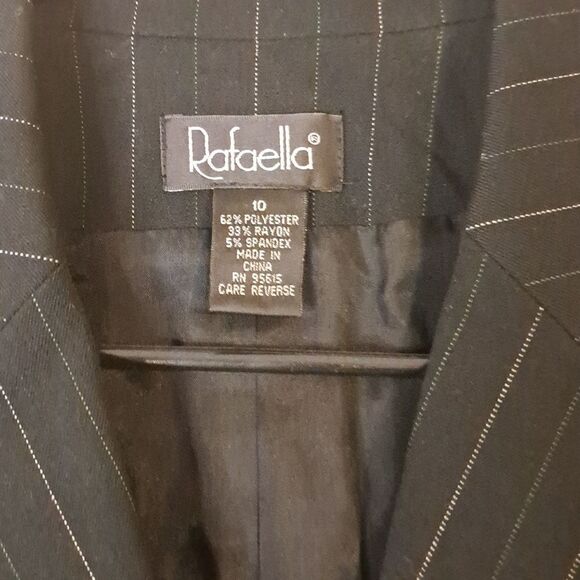 Rafaella®
10
62% POLYESTER
33% RAYON
5% SPANDEX
MADE IN
CHINA
RN 95615
CARE REVERSE